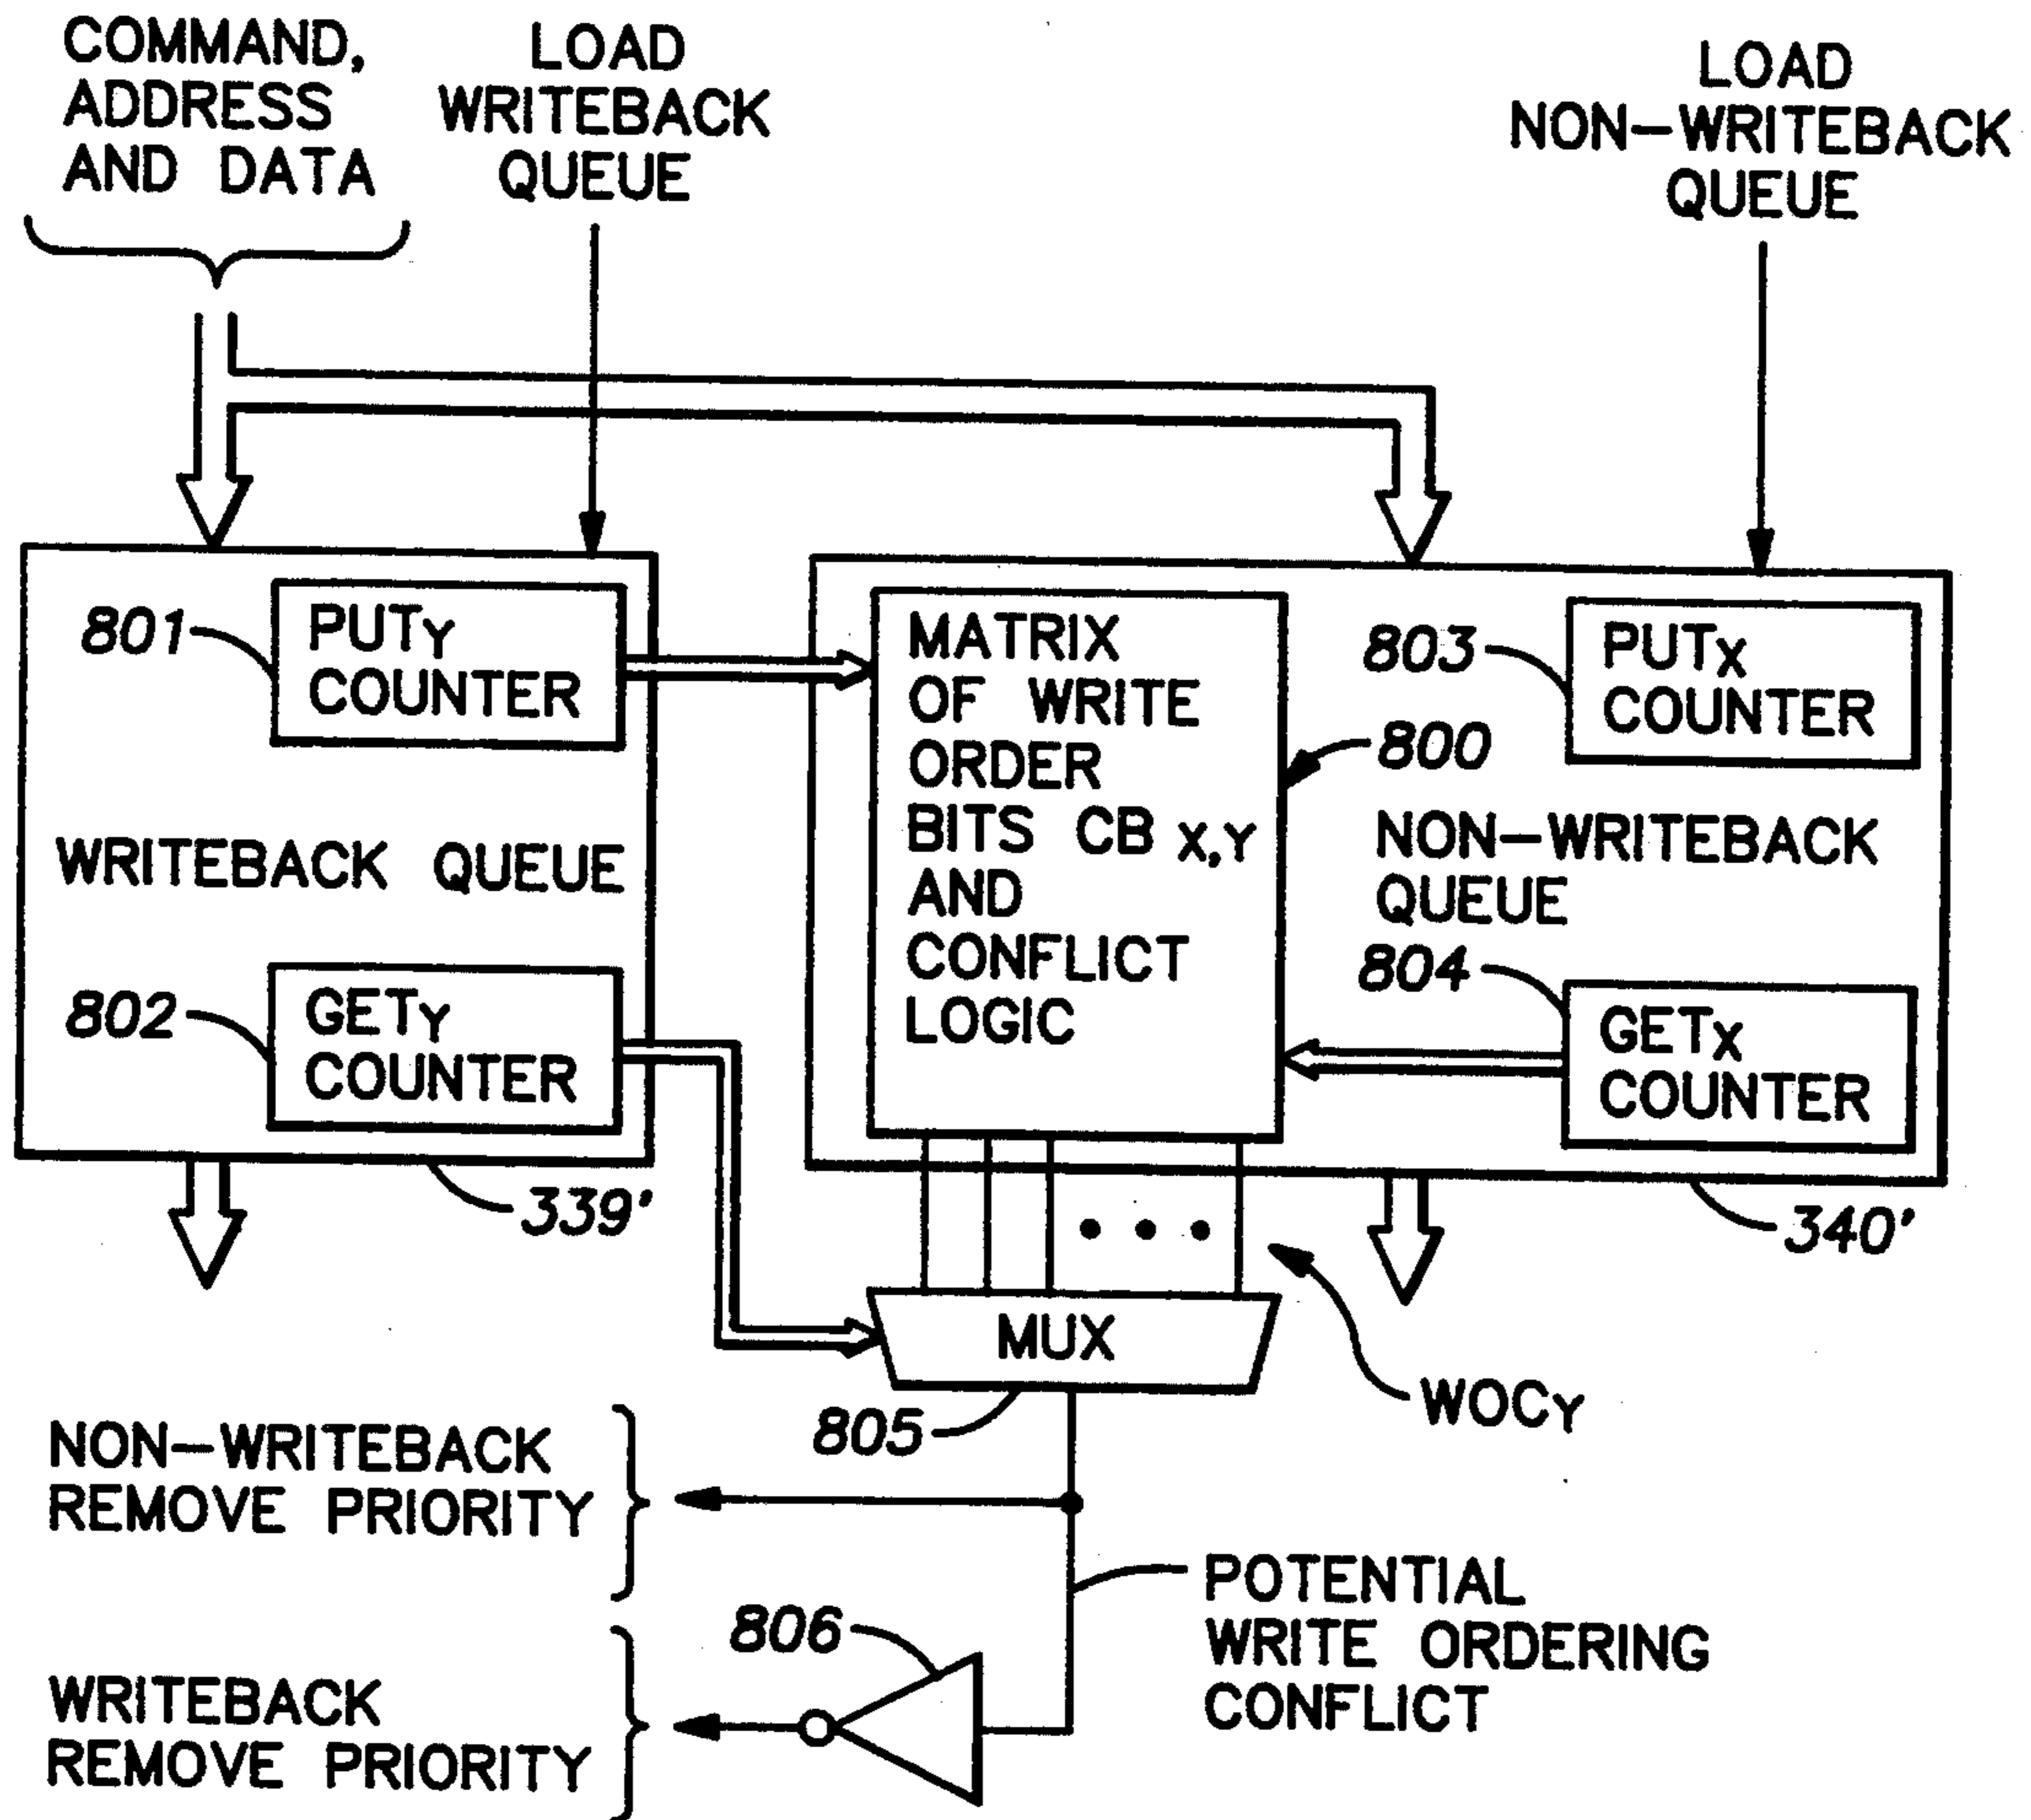 COMMAND,
ADDRESS
AND DATA
LOAD
WRITEBACK
QUEUE
LOAD
NON-WRITEBACK
QUEUE
801
PUTY
COUNTER
WRITEBACK QUEUE
802
GETY
COUNTER
339'
MATRIX
OF WRITE
ORDER
BITS CB X,Y
AND
CONFLICT
LOGIC
803
PUTX
COUNTER
800
NON-WRITEBACK
QUEUE
804
GETX
COUNTER
340'
• • •
MUX
WOCY
805
NON-WRITEBACK
REMOVE PRIORITY
POTENTIAL
WRITE ORDERING
CONFLICT
806
WRITEBACK
REMOVE PRIORITY